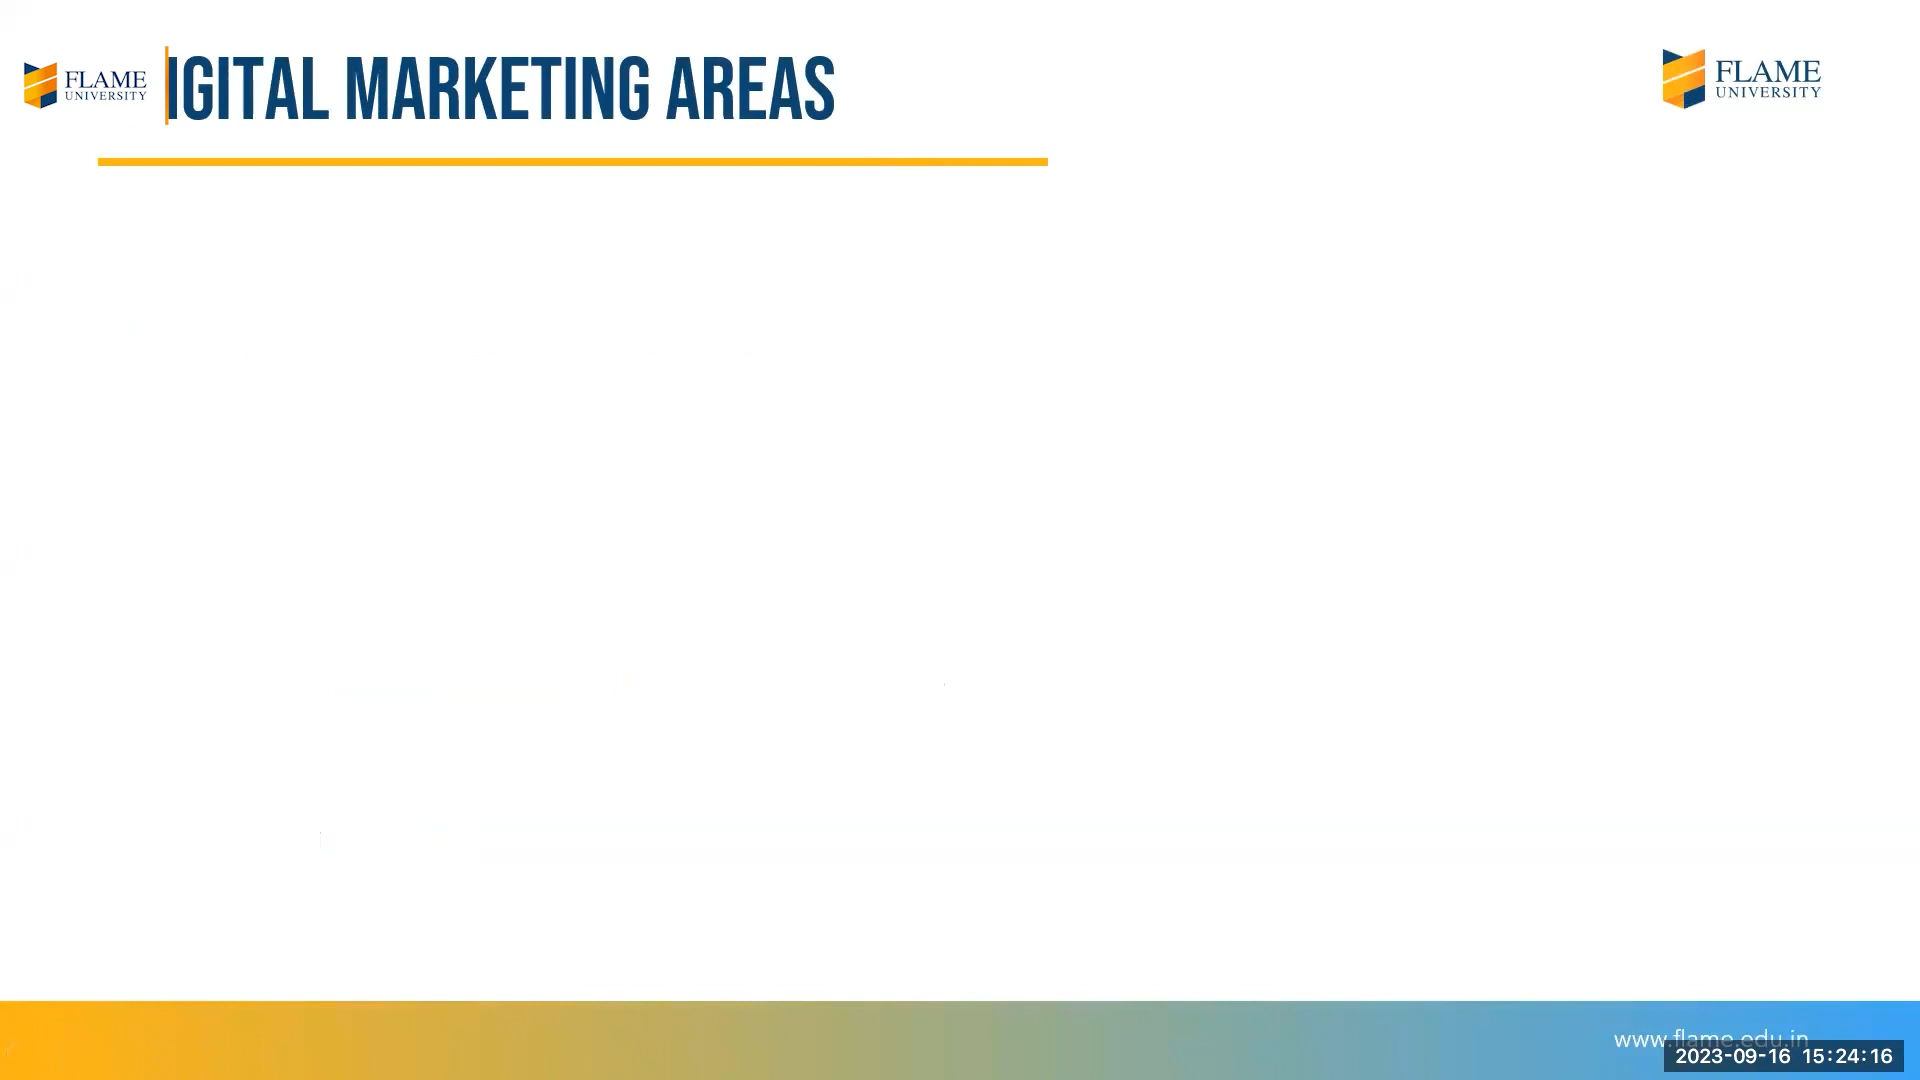 FLAME
UNIVERSITY
IGITAL MARKETING AREAS
FLAME
UNIVERSITY
www.flame.edu.in
2023-09-16 15:24:16